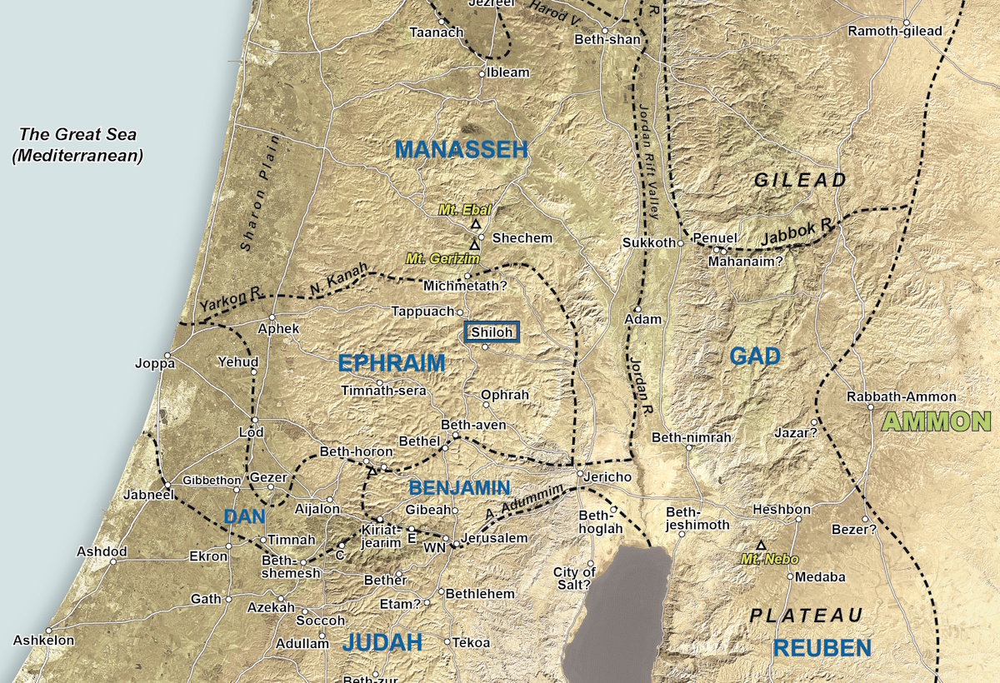 Jezreel
Harod V.
R.
Taanach
Beth-shan
Ramoth-gilead
Ibleam
The Great Sea
(Mediterranean)
Sharon Plain
MANASSEH
Jordan Rift Valley
GILEAD
Mt. Ebal
Shechem
Mt. Gerizim
Sukkoth
Penuel
Jabbok R.
Mahanaim?
N. Kanah
Yarkon R.
Michmetath?
Tappuach
Adam
Aphek
Shiloh
Joppa
Yehud
EPHRAIM
GAD
Timnath-sera
Jordan R.
Ophrah
Rabbath-Ammon
AMMON
Lod
Beth-aven
Bethel
Beth-nimrah
Jazar?
Beth-horon
Gibbethon
Gezer
BENJAMIN
Jericho
Jabneel
Aijalon
Gibeah
A. Adummim
DAN
Beth-
hoglah
Beth-
jeshimoth
Heshbon
Bezer?
Kiriat-
jearim
E
WN
Jerusalem
Timnah
C
Ashdod
Ekron
Beth-
shemesh
Mt. Nebo
Bether
City of
Salt?
Medaba
Gath
Azekah
Etam?
Bethlehem
Soccoh
PLATEAU
Ashkelon
Adullam
JUDAH
Tekoa
REUBEN
Beth-zur